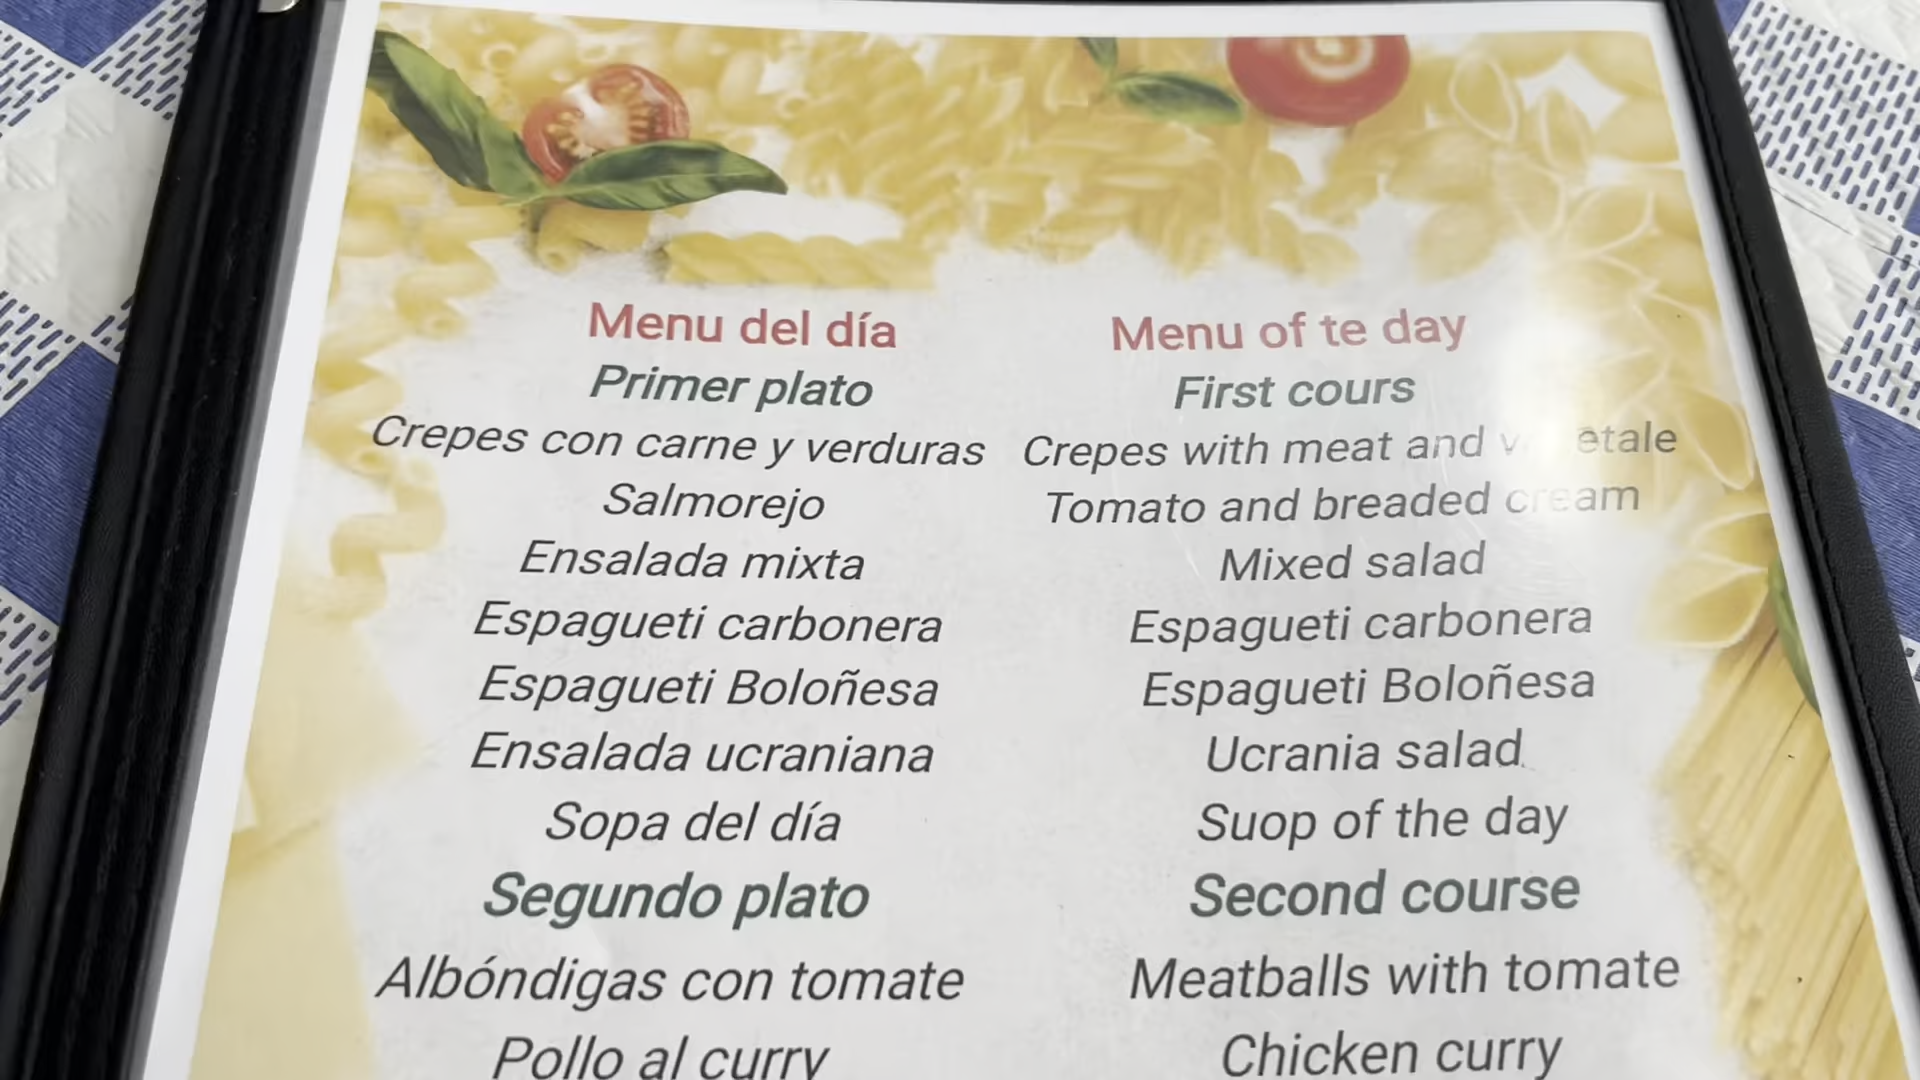 Menu del día
Primer plato
Crepes con carne y verduras
Salmorejo
Ensalada mixta
Espagueti carbonera
Espagueti Boloñesa
Ensalada ucraniana
Sopa del día
Segundo plato
Albóndigas con tomate
Pollo al curry
Menu of te day
First cours
Crepes with meat and
Tomato and breaded cream
Mixed salad
Espagueti carbonera
Espagueti Boloñesa
Ucrania salad
Suop of the day
Second course
Meatballs with tomate
Chicken curry